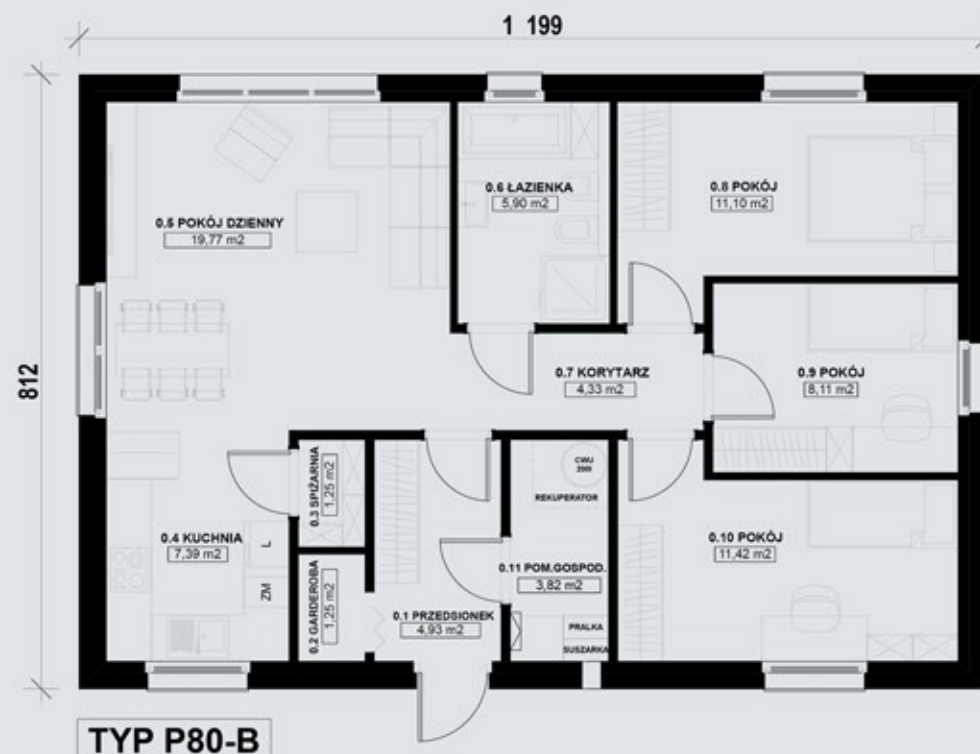 1 199
812
0.5 POKÓJ DZIENNY
19,77 m2
0.6 ŁAZIENKA
5,90 m2
0.8 POKÓJ
11,10 m2
0.7 KORYTARZ
4,33 m2
0.9 POKÓJ
8,11 m2
0.4 KUCHNIA
7,39 m2
L
ZM
0.3 SPIŻARNIA
1,25 m2
0.2 GARDEROBA
1,25 m2
0.1 PRZEDSIONEK
4,93 m2
CWU
200l
REKUPERATOR
0.11 POM.GOSPOD.
3,82 m2
PRALKA
SUSZARKA
0.10 POKÓJ
11,42 m2
TYP P80-B